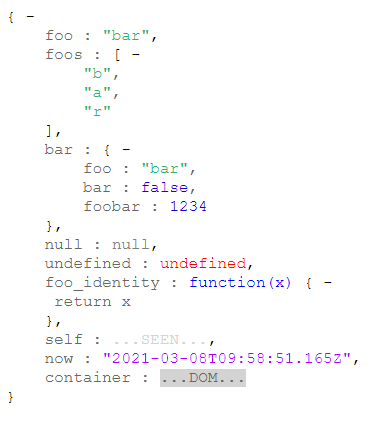 { -
foo : "bar",
foos : [ -
"b",
"a",
"r"
],
bar : { -
foo : "bar",
bar : false,
foobar : 1234
},
null : null,
undefined : undefined,
foo_identity : function(x) { -
return x
},
self : ...SEEN...,
now : "2021-03-08T09:58:51.165Z",
container : ...DOM...
}